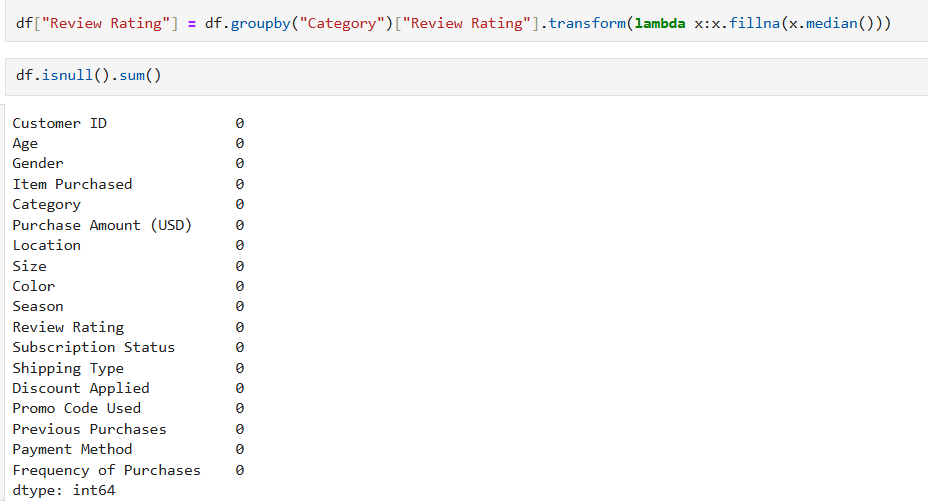 df["Review Rating"] = df.groupby("Category")["Review Rating"].transform(lambda x:x.fillna(x.median()))
df.isnull().sum()
Customer ID 0
Age 0
Gender 0
Item Purchased 0
Category 0
Purchase Amount (USD) 0
Location 0
Size 0
Color 0
Season 0
Review Rating 0
Subscription Status 0
Shipping Type 0
Discount Applied 0
Promo Code Used 0
Previous Purchases 0
Payment Method 0
Frequency of Purchases 0
dtype: int64